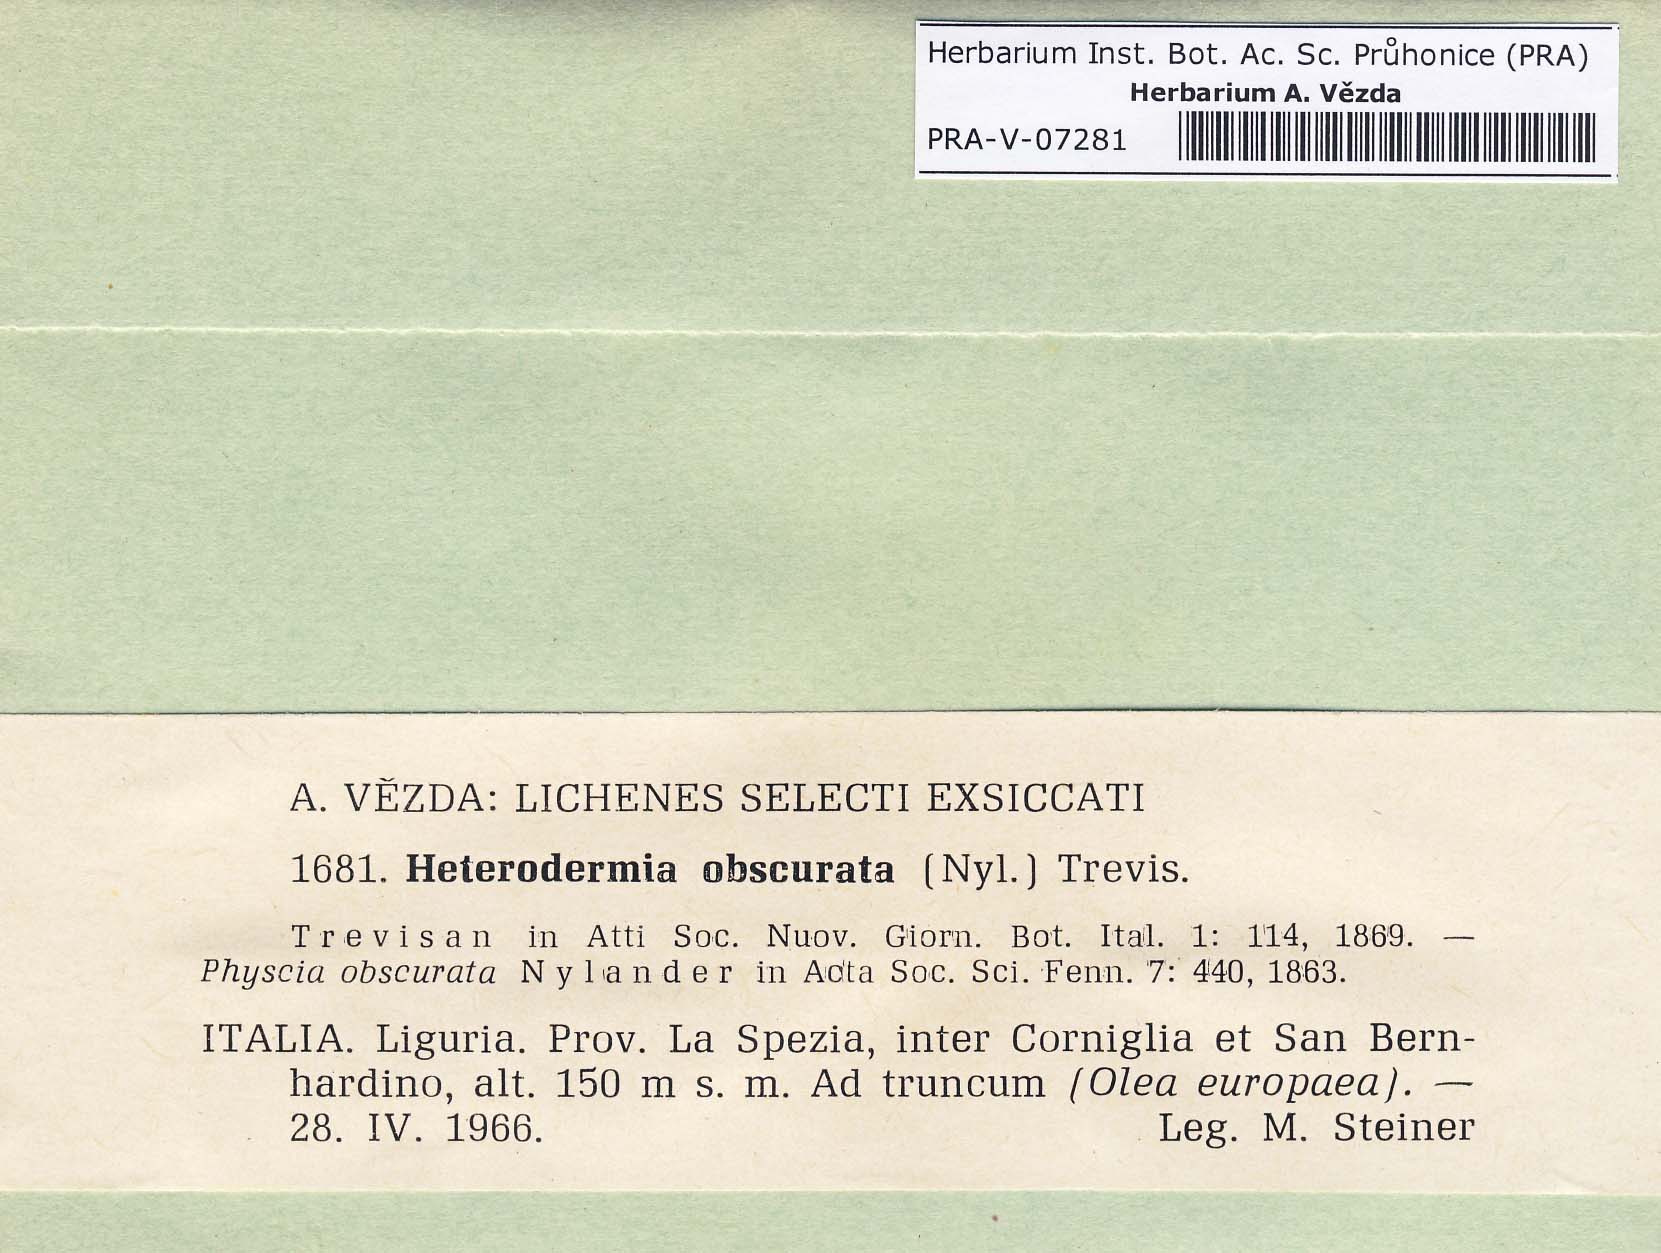 Herbarium Inst. Bot. Ac. Sc. Průhonice (PRA)
Herbarium A. Vězda
PRA-V-07281
A. VĚZDA: LICHENES SELECTI EXSICCATI
1681. Heterodermia obscurata (Nyl.) Trevis.
Trevisan in Atti Soc. Nuov. Giorn. Bot. Ital. 1: 114, 1869. —
Physcia obscurata Nylander in Acta Soc. Sci. Fenn. 7: 440, 1863.
ITALIA. Liguria. Prov. La Spezia, inter Corniglia et San Bern-
hardino, alt. 150 m s. m. Ad truncum (Olea europaea). —
28. IV. 1966. Leg. M. Steiner